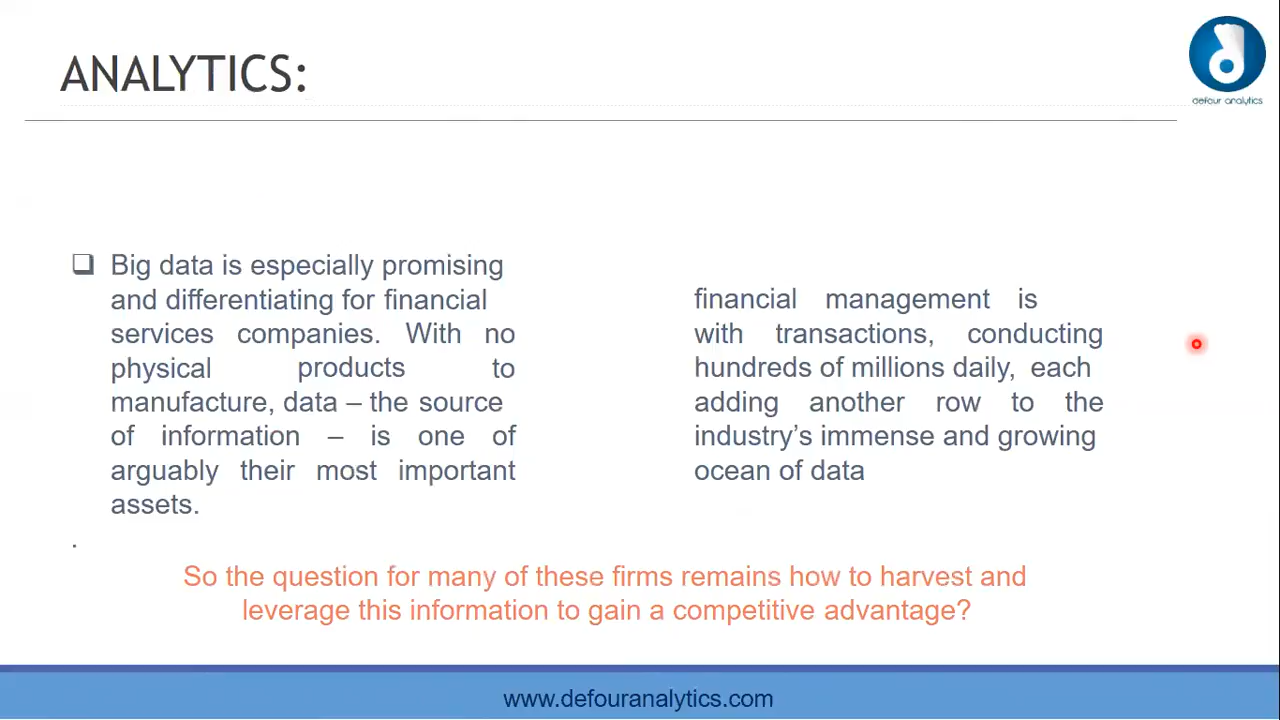 ANALYTICS:
defour analytics
Big data is especially promising
and differentiating for financial
services companies. With no
physical products to
manufacture, data – the source
of information – is one of
arguably their most important
assets.
.
financial management is
with transactions, conducting
hundreds of millions daily, each
adding another row to the
industry’s immense and growing
ocean of data
So the question for many of these firms remains how to harvest and
leverage this information to gain a competitive advantage?
www.defouranalytics.com